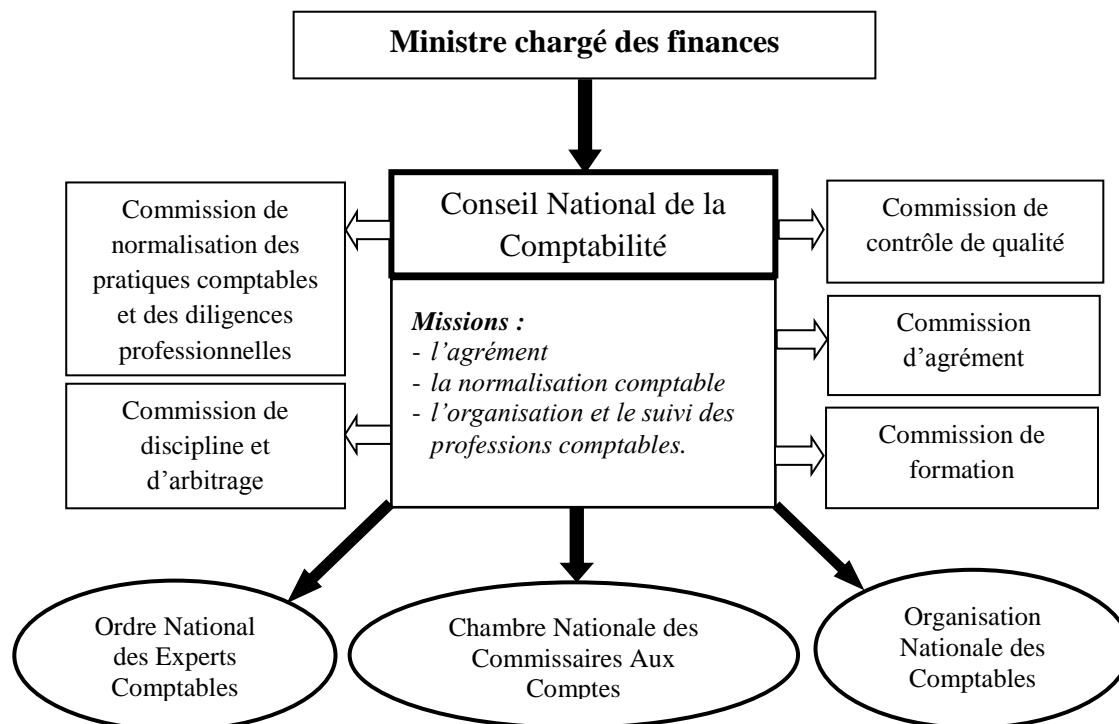 Ministre chargé des finances
Conseil National de la
Comptabilité
Commission de
normalisation des
pratiques comptables
et des diligences
professionnelles
Commission de
discipline et
d’arbitrage
Missions :
- l’agrément
- la normalisation comptable
- l’organisation et le suivi des
professions comptables.
Commission de
contrôle de qualité
Commission
d’agrément
Commission de
formation
Ordre National
des Experts
Comptables
Chambre Nationale des
Commissaires Aux
Comptes
Organisation
Nationale des
Comptables